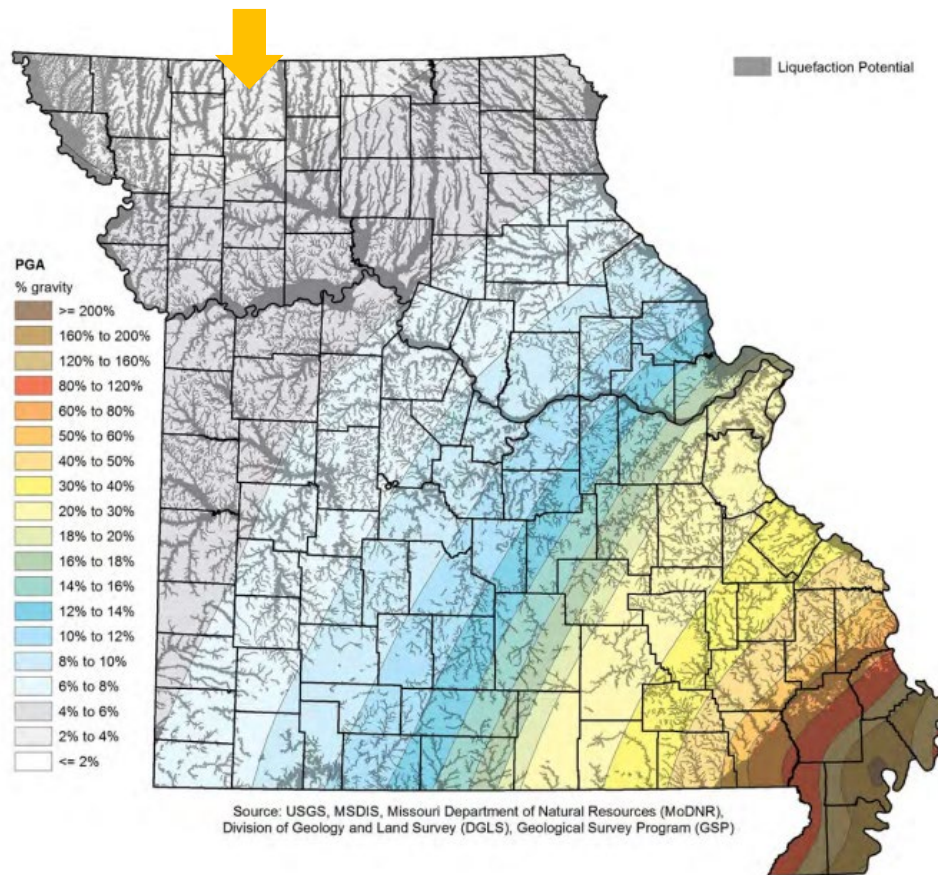 Liquefaction Potential
PGA
% gravity
>= 200%
160% to 200%
120% to 160%
80% to 120%
60% to 80%
50% to 60%
40% to 50%
30% to 40%
20% to 30%
18% to 20%
16% to 18%
14% to 16%
12% to 14%
10% to 12%
8% to 10%
6% to 8%
4% to 6%
2% to 4%
<= 2%
Source: USGS, MSDIS, Missouri Department of Natural Resources (MoDNR),
Division of Geology and Land Survey (DGLS), Geological Survey Program (GSP)